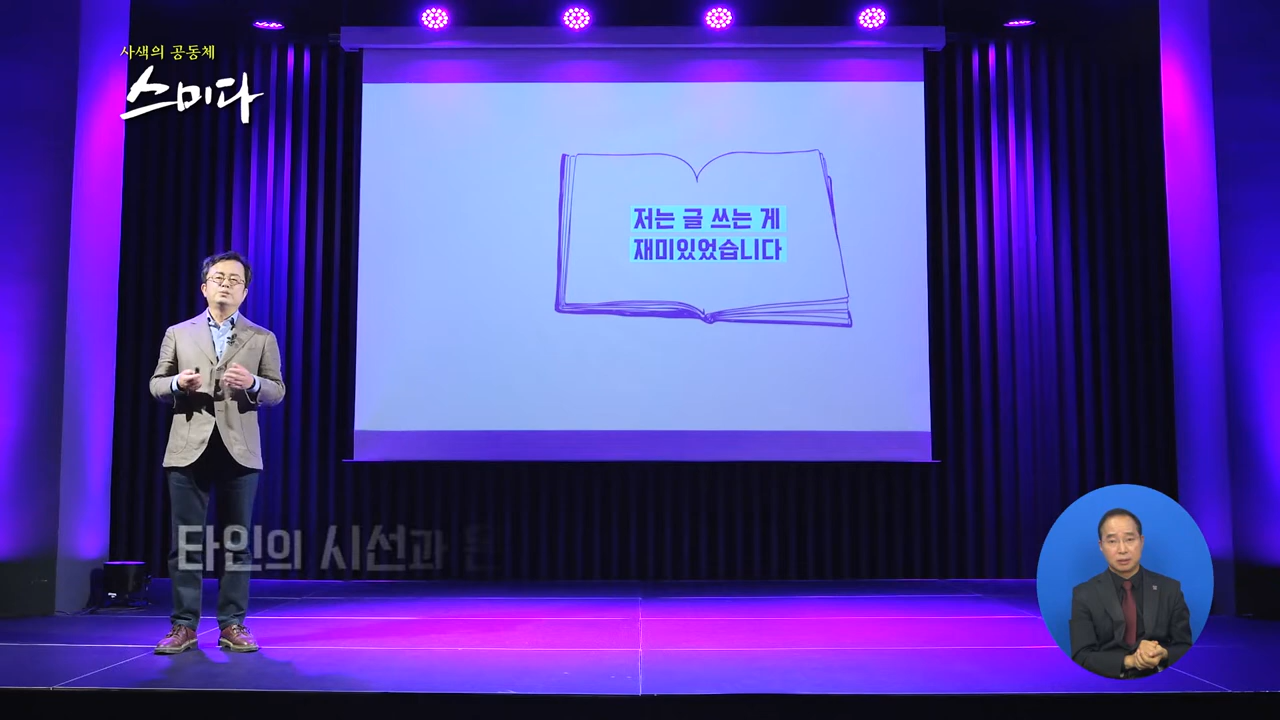 사색의 공동체
스미다
저는 글 쓰는 게
재미있었습니다
타인의 시선과